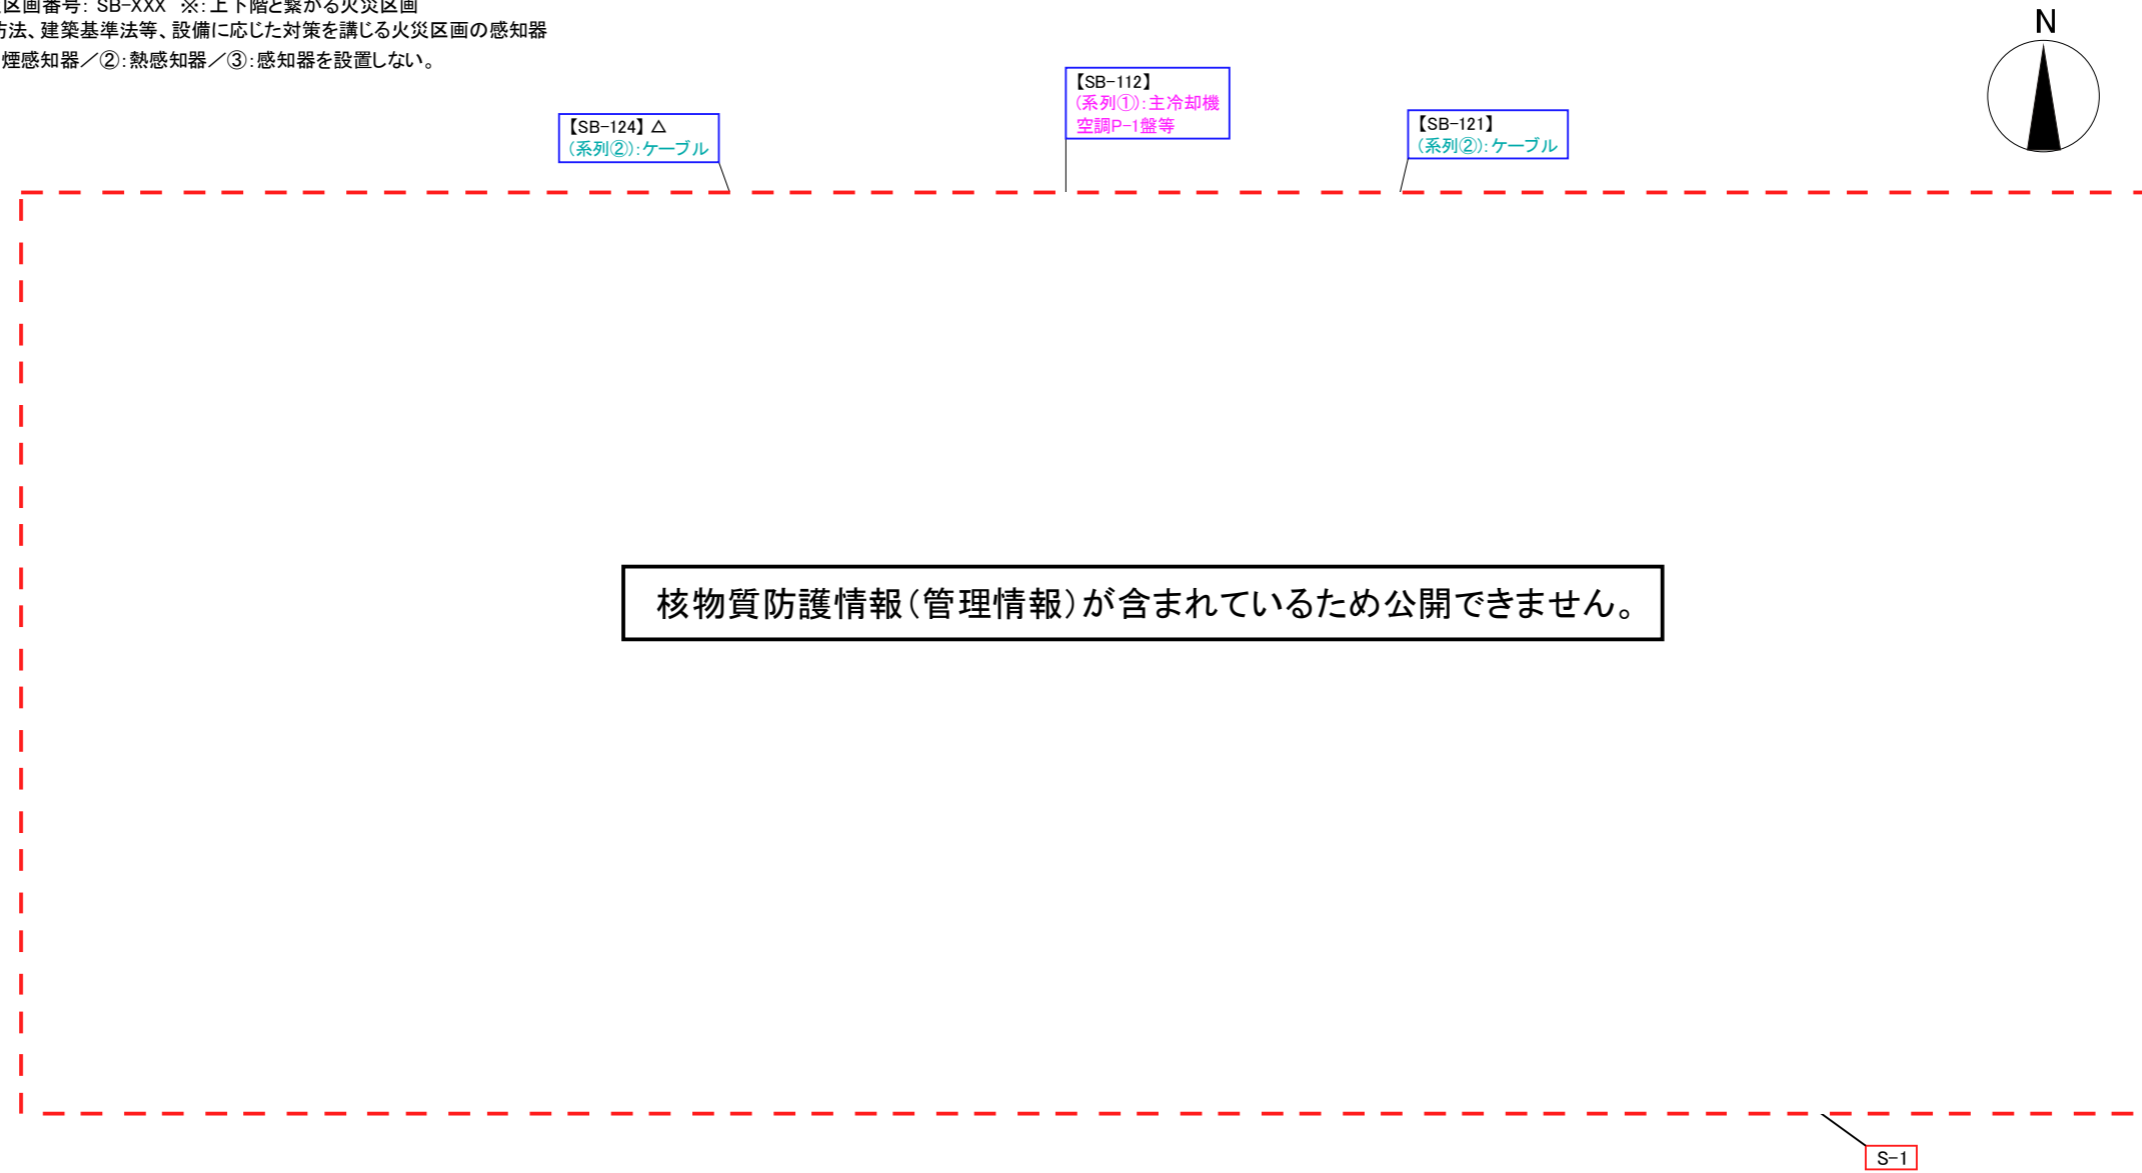 区画番号: SB-XXX ※:上下階と繋がる火災区画
法、建築基準法等、設備に応じた対策を講じる火災区画の感知器
煙感知器／②:熱感知器／③:感知器を設置しない。
N
【SB-112】
(系列①):主冷却機
空調P-1盤等
【SB-124】 △
(系列②):ケーブル
【SB-121】
(系列②):ケーブル
核物質防護情報(管理情報)が含まれているため公開できません。
S-1